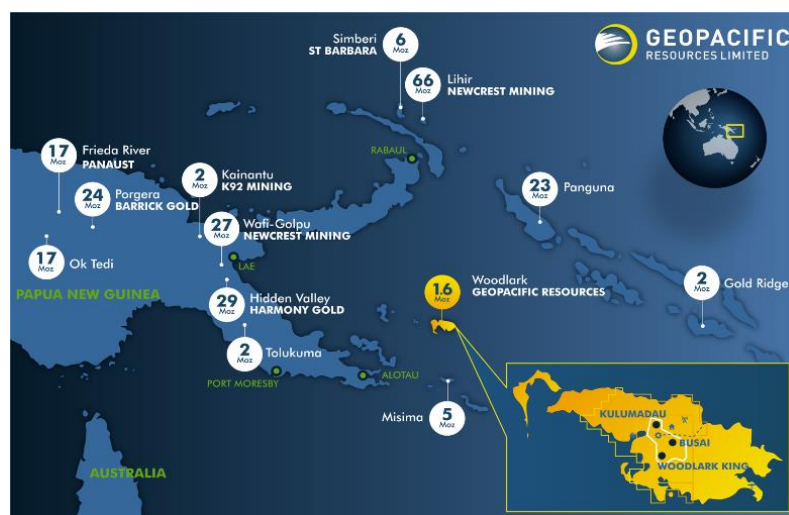 Simberi
ST BARBARA
6
Moz
66
Moz
Lihir
NEWCREST MINING
GEOPACIFIC
RESOURCES LIMITED
17
Moz
Frieda River
PANAUST
24
Moz
Porgera
BARRICK GOLD
2
Moz
Kainantu
K92 MINING
RABAUL
23
Moz
Panguna
27
Moz
Wafi-Golpu
NEWCREST MINING
17
Moz
Ok Tedi
LAE
PAPUA NEW GUINEA
29
Moz
Hidden Valley
HARMONY GOLD
1.6
Moz
Woodlark
GEOPACIFIC RESOURCES
2
Moz
Gold Ridge
2
Moz
Tolukuma
PORT MORESBY
ALOTAU
Misima
5
Moz
AUSTRALIA
KULUMADAU
BUSAI
WOODLARK KING